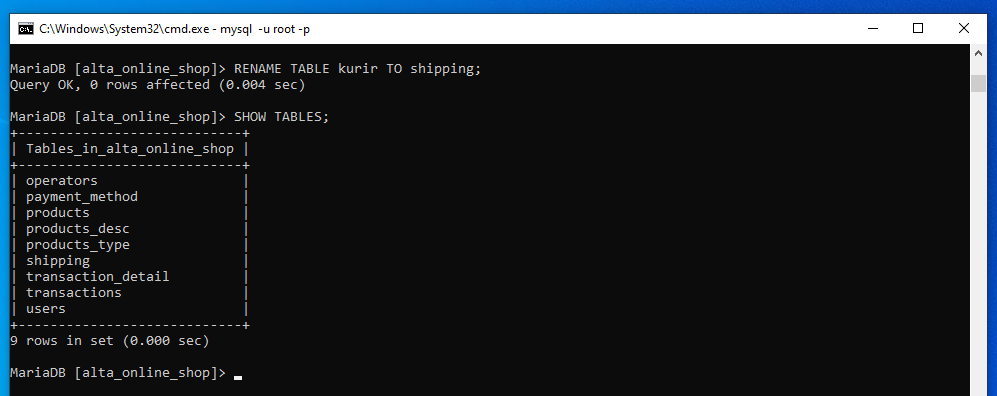 C:\Windows\System32\cmd.exe - mysql  -u root -p
MariaDB [alta_online_shop]> RENAME TABLE kurir TO shipping;
Query OK, 0 rows affected (0.004 sec)
MariaDB [alta_online_shop]> SHOW TABLES;
+----------------------------+
| Tables_in_alta_online_shop |
+----------------------------+
| operators                  |
| payment_method             |
| products                   |
| products_desc              |
| products_type              |
| shipping                   |
| transaction_detail         |
| transactions               |
| users                      |
+----------------------------+
9 rows in set (0.000 sec)
MariaDB [alta_online_shop]> _